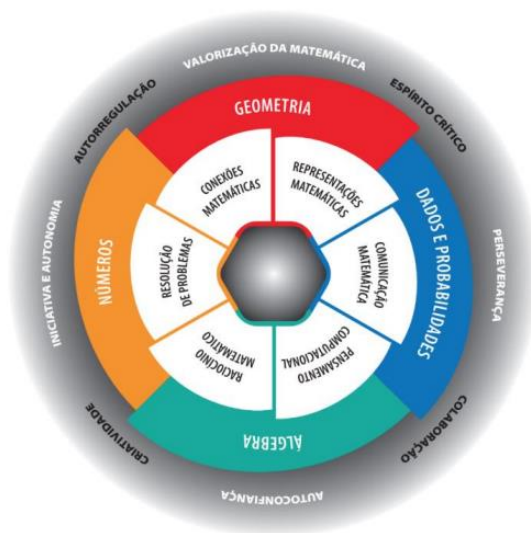 VALORIZAÇÃO DA MATEMÁTICA
ESPÍRITO CRÍTICO
PERSEVERANÇA
COLABORAÇÃO
AUTOCONFIANÇA
CRIATIVIDADE
INICIATIVA E AUTONOMIA
AUTORREGULAÇÃO
GEOMETRIA
DADOS E PROBABILIDADES
ÁLGEBRA
NÚMEROS
CONEXÕES
MATEMÁTICAS
REPRESENTAÇÕES
MATEMÁTICAS
COMUNICAÇÃO
MATEMÁTICA
PENSAMENTO
COMPUTACIONAL
RACIOCÍNIO
MATEMÁTICO
RESOLUÇÃO
DE PROBLEMAS